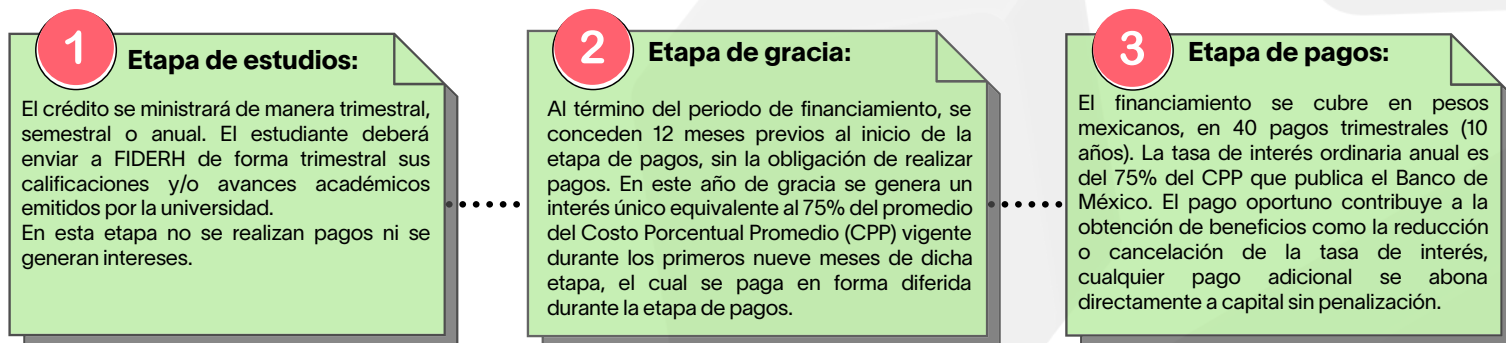 1
Etapa de estudios:
El crédito se ministrará de manera trimestral,
semestral o anual. El estudiante deberá
enviar a FIDERH de forma trimestral sus
calificaciones y/o avances académicos
emitidos por la universidad.
En esta etapa no se realizan pagos ni se
generan intereses.
2
Etapa de gracia:
Al término del periodo de financiamiento, se
conceden 12 meses previos al inicio de la
etapa de pagos, sin la obligación de realizar
pagos. En este año de gracia se genera un
interés único equivalente al 75% del promedio
del Costo Porcentual Promedio (CPP) vigente
durante los primeros nueve meses de dicha
etapa, el cual se paga en forma diferida
durante la etapa de pagos.
3
Etapa de pagos:
El financiamiento se cubre en pesos
mexicanos, en 40 pagos trimestrales (10
años). La tasa de interés ordinaria anual es
del 75% del CPP que publica el Banco de
México. El pago oportuno contribuye a la
obtención de beneficios como la reducción
o cancelación de la tasa de interés,
cualquier pago adicional se abona
directamente a capital sin penalización.